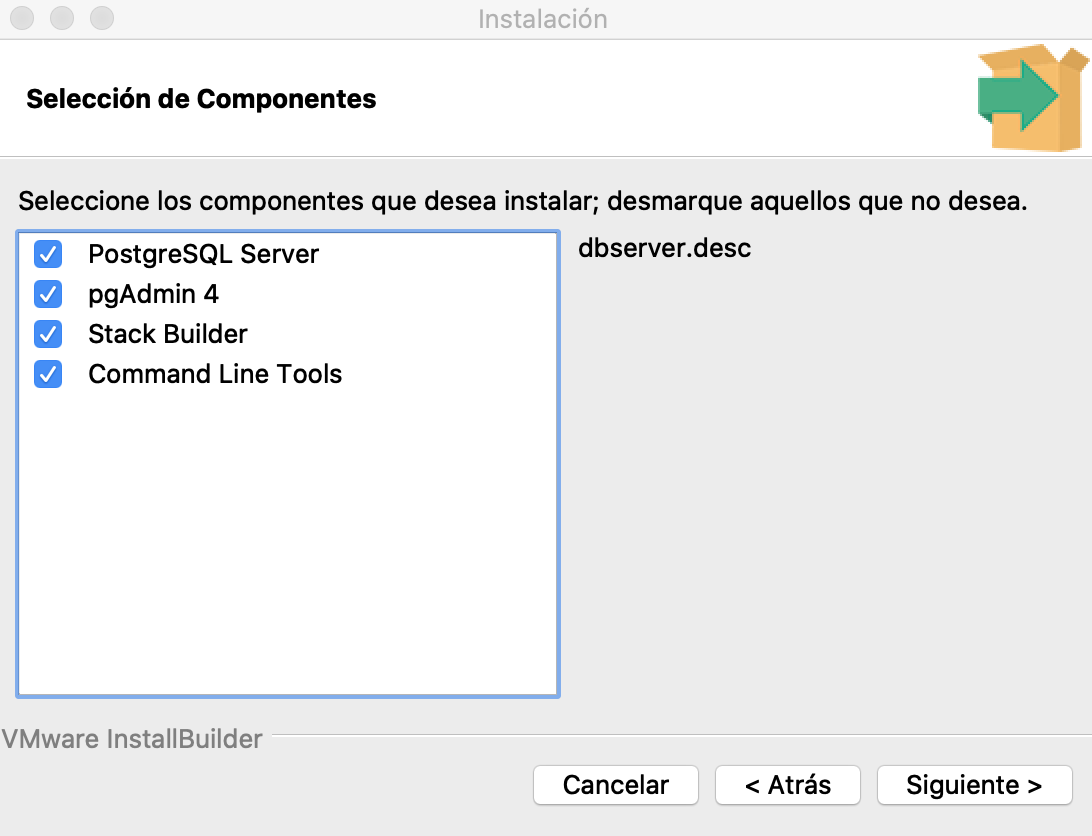 Instalación
Selección de Componentes
Seleccione los componentes que desea instalar; desmarque aquellos que no desea.
PostgreSQL Server
pgAdmin 4
Stack Builder
Command Line Tools
dbserver.desc
VMware InstallBuilder
Cancelar
< Atrás
Siguiente >